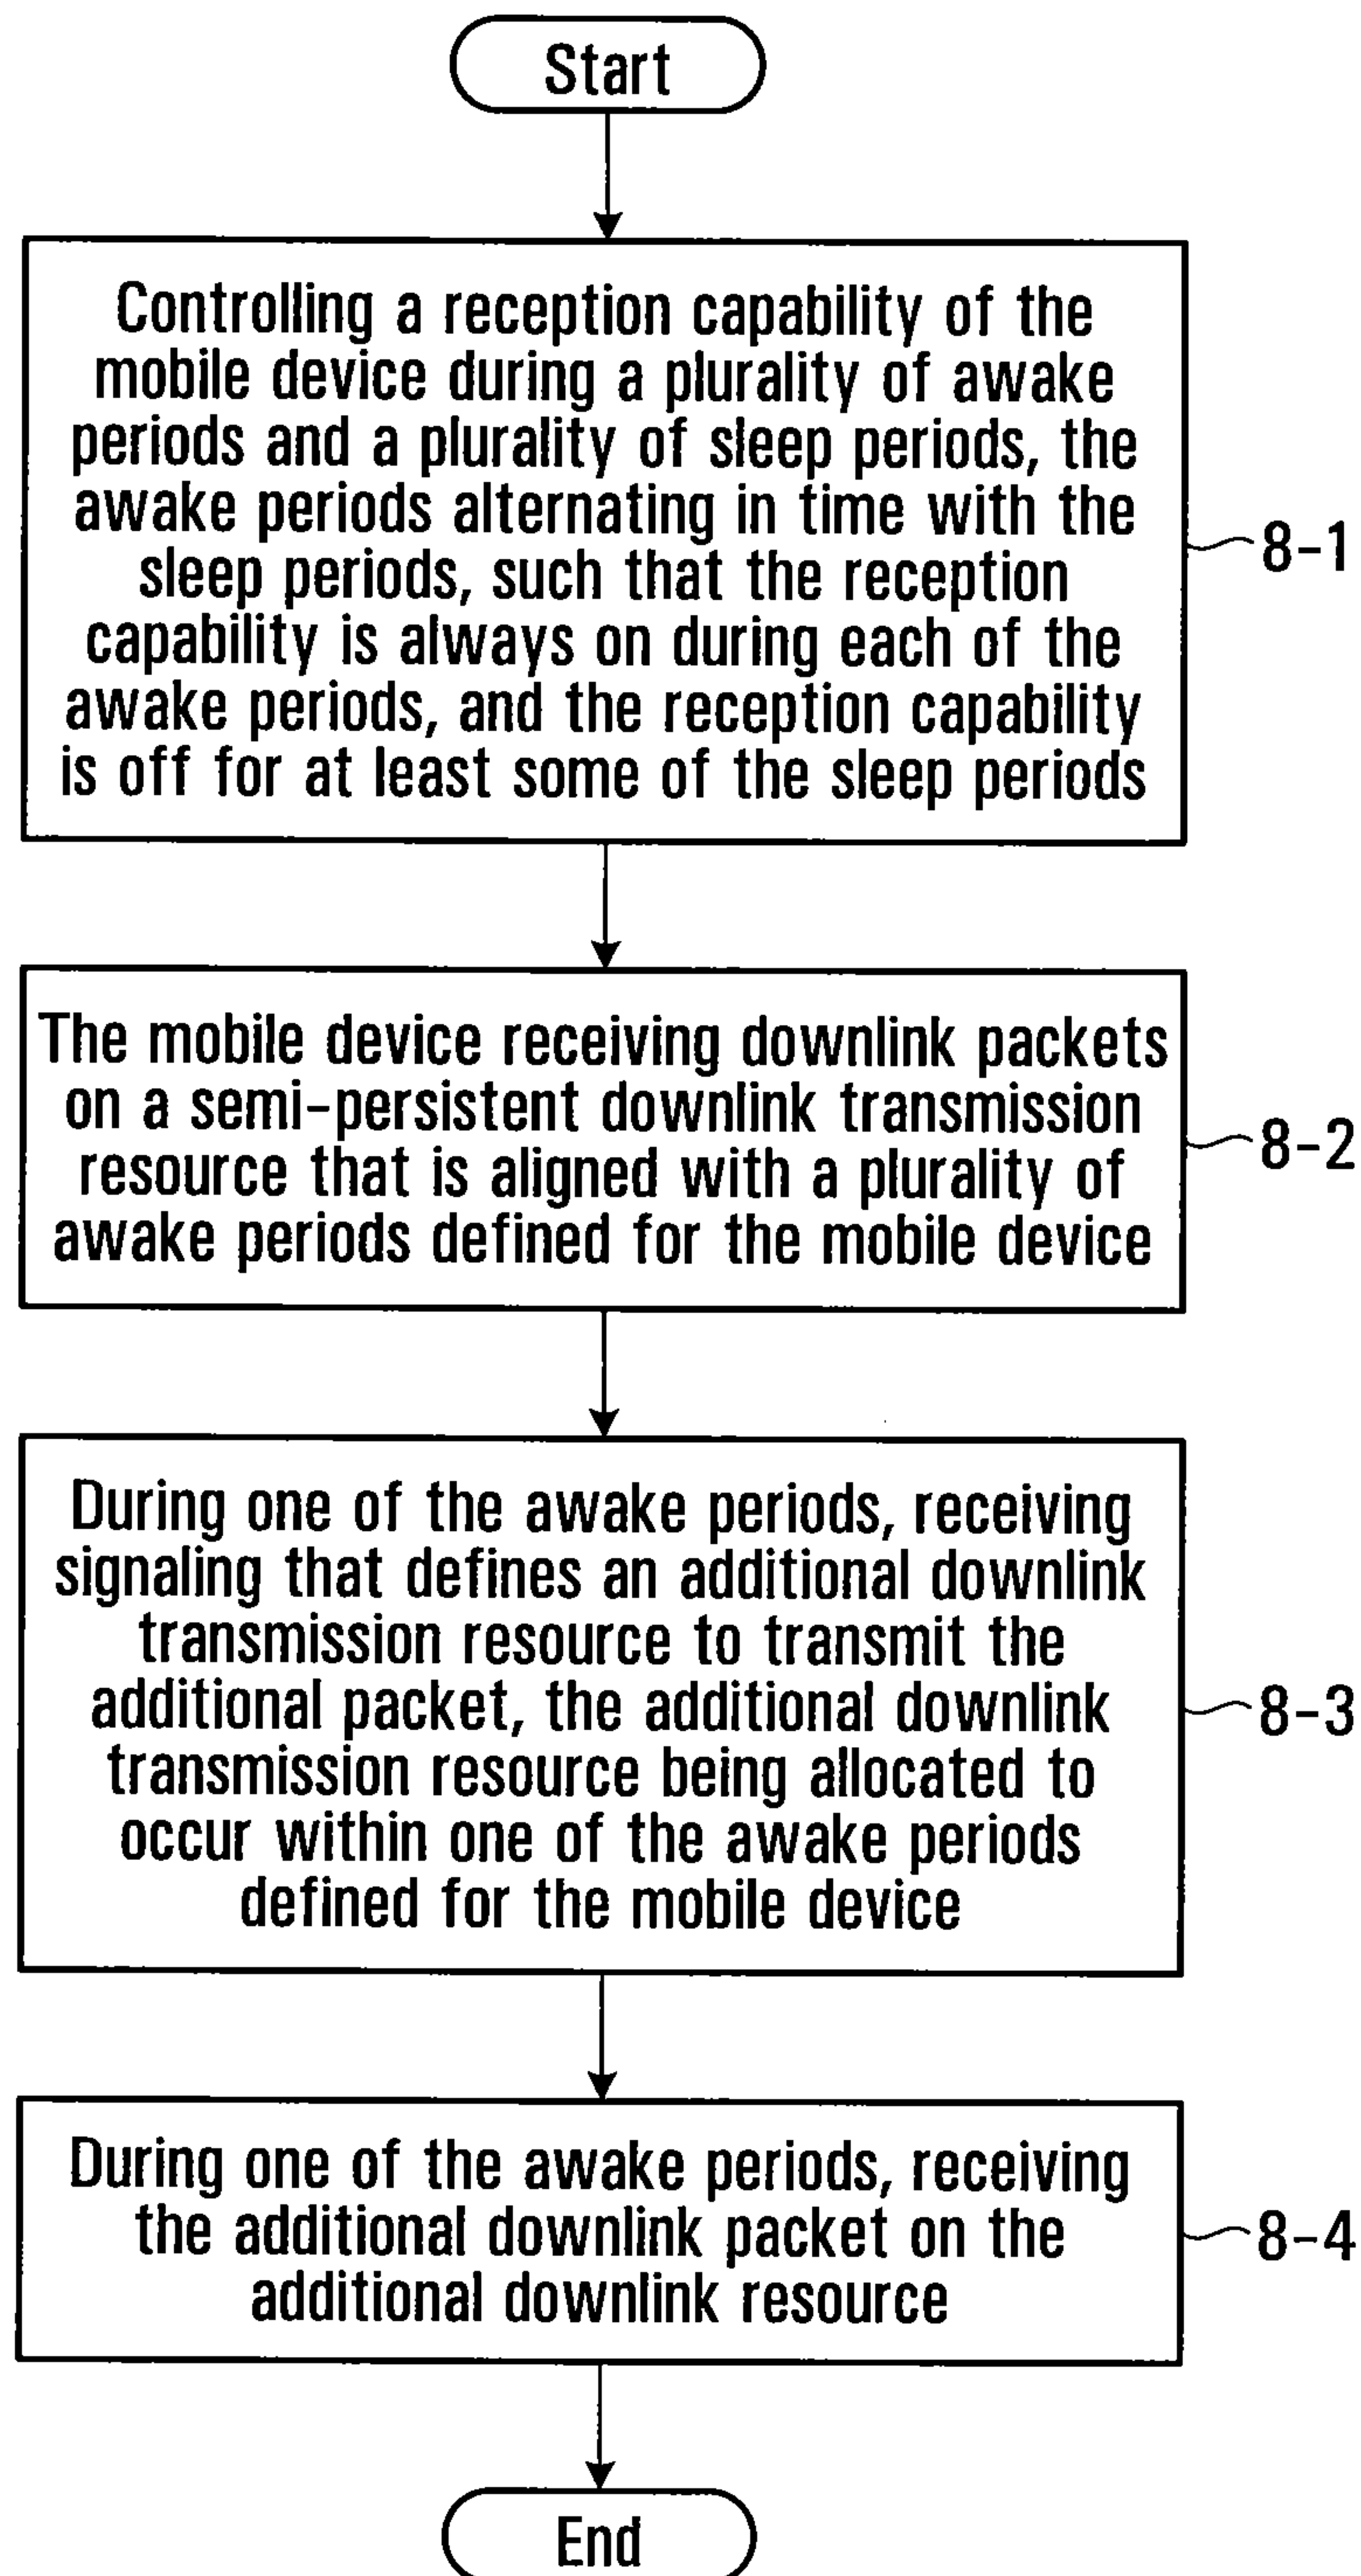 Start
Controlling a reception capability of the
mobile device during a plurality of awake
periods and a plurality of sleep periods, the
awake periods alternating in time with the
sleep periods, such that the reception
capability is always on during each of the
awake periods, and the reception capability
is off for at least some of the sleep periods
8-1
The mobile device receiving downlink packets
on a semi-persistent downlink transmission
resource that is aligned with a plurality of
awake periods defined for the mobile device
8-2
During one of the awake periods, receiving
signaling that defines an additional downlink
transmission resource to transmit the
additional packet, the additional downlink
transmission resource being allocated to
occur within one of the awake periods
defined for the mobile device
8-3
During one of the awake periods, receiving
the additional downlink packet on the
additional downlink resource
8-4
End